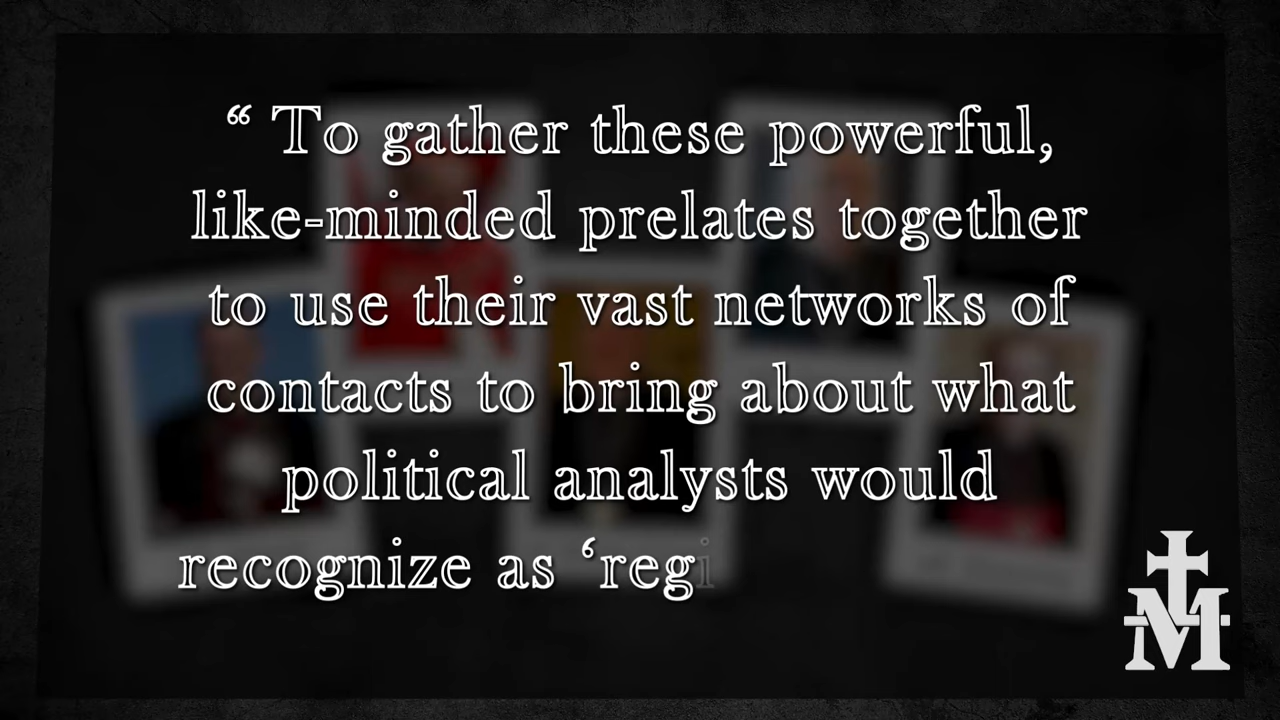 “ To gather these powerful,
like-minded prelates together
to use their vast networks of
contacts to bring about what
political analysts would
recognize as ‘regi